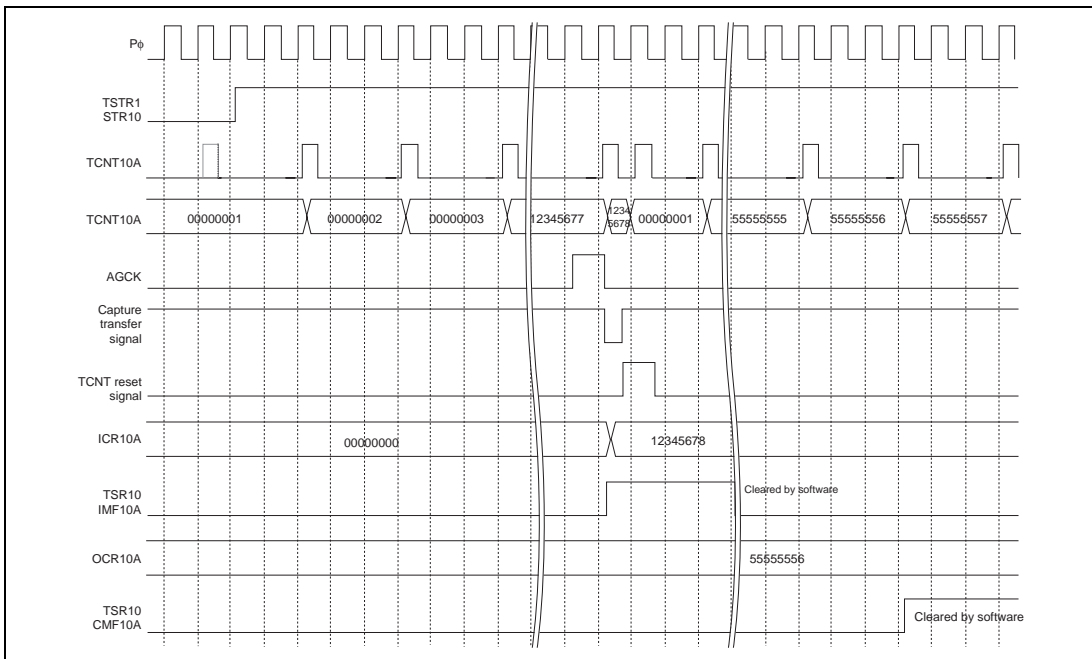 Pϕ
TSTR1
STR10
TCNT10A
TCNT10A
00000001
00000002
00000003
12345677
1234
5678
00000001
55555555
55555556
55555557
AGCK
Capture
transfer
signal
TCNT reset
signal
ICR10A
00000000
12345678
TSR10
IMF10A
Cleared by software
OCR10A
55555556
TSR10
CMF10A
Cleared by software